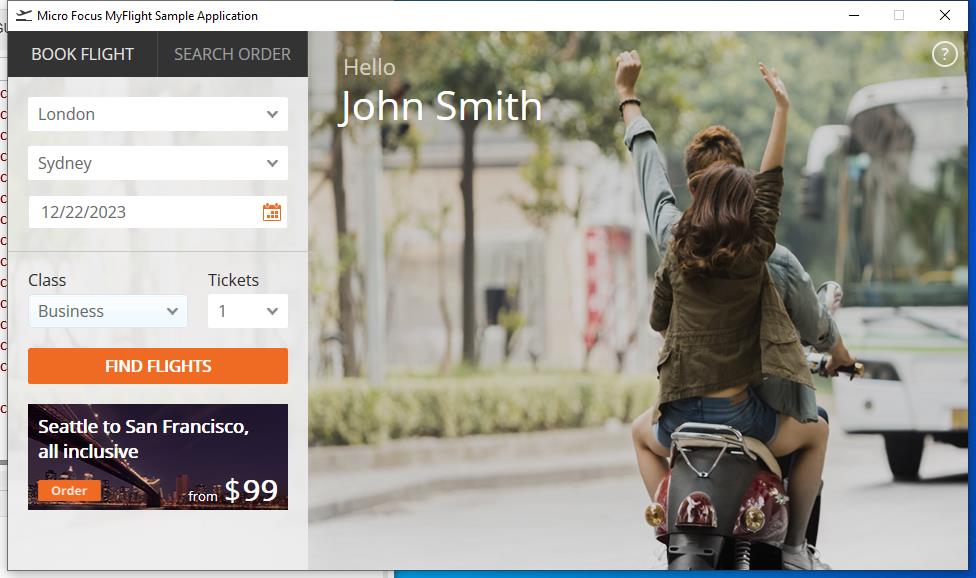 Micro Focus MyFlight Sample Application
BOOK FLIGHT
SEARCH ORDER
London
Sydney
12/22/2023
Class
Tickets
Business
1
FIND FLIGHTS
Seattle to San Francisco,
all inclusive
Order
from $99
Hello
John Smith
?